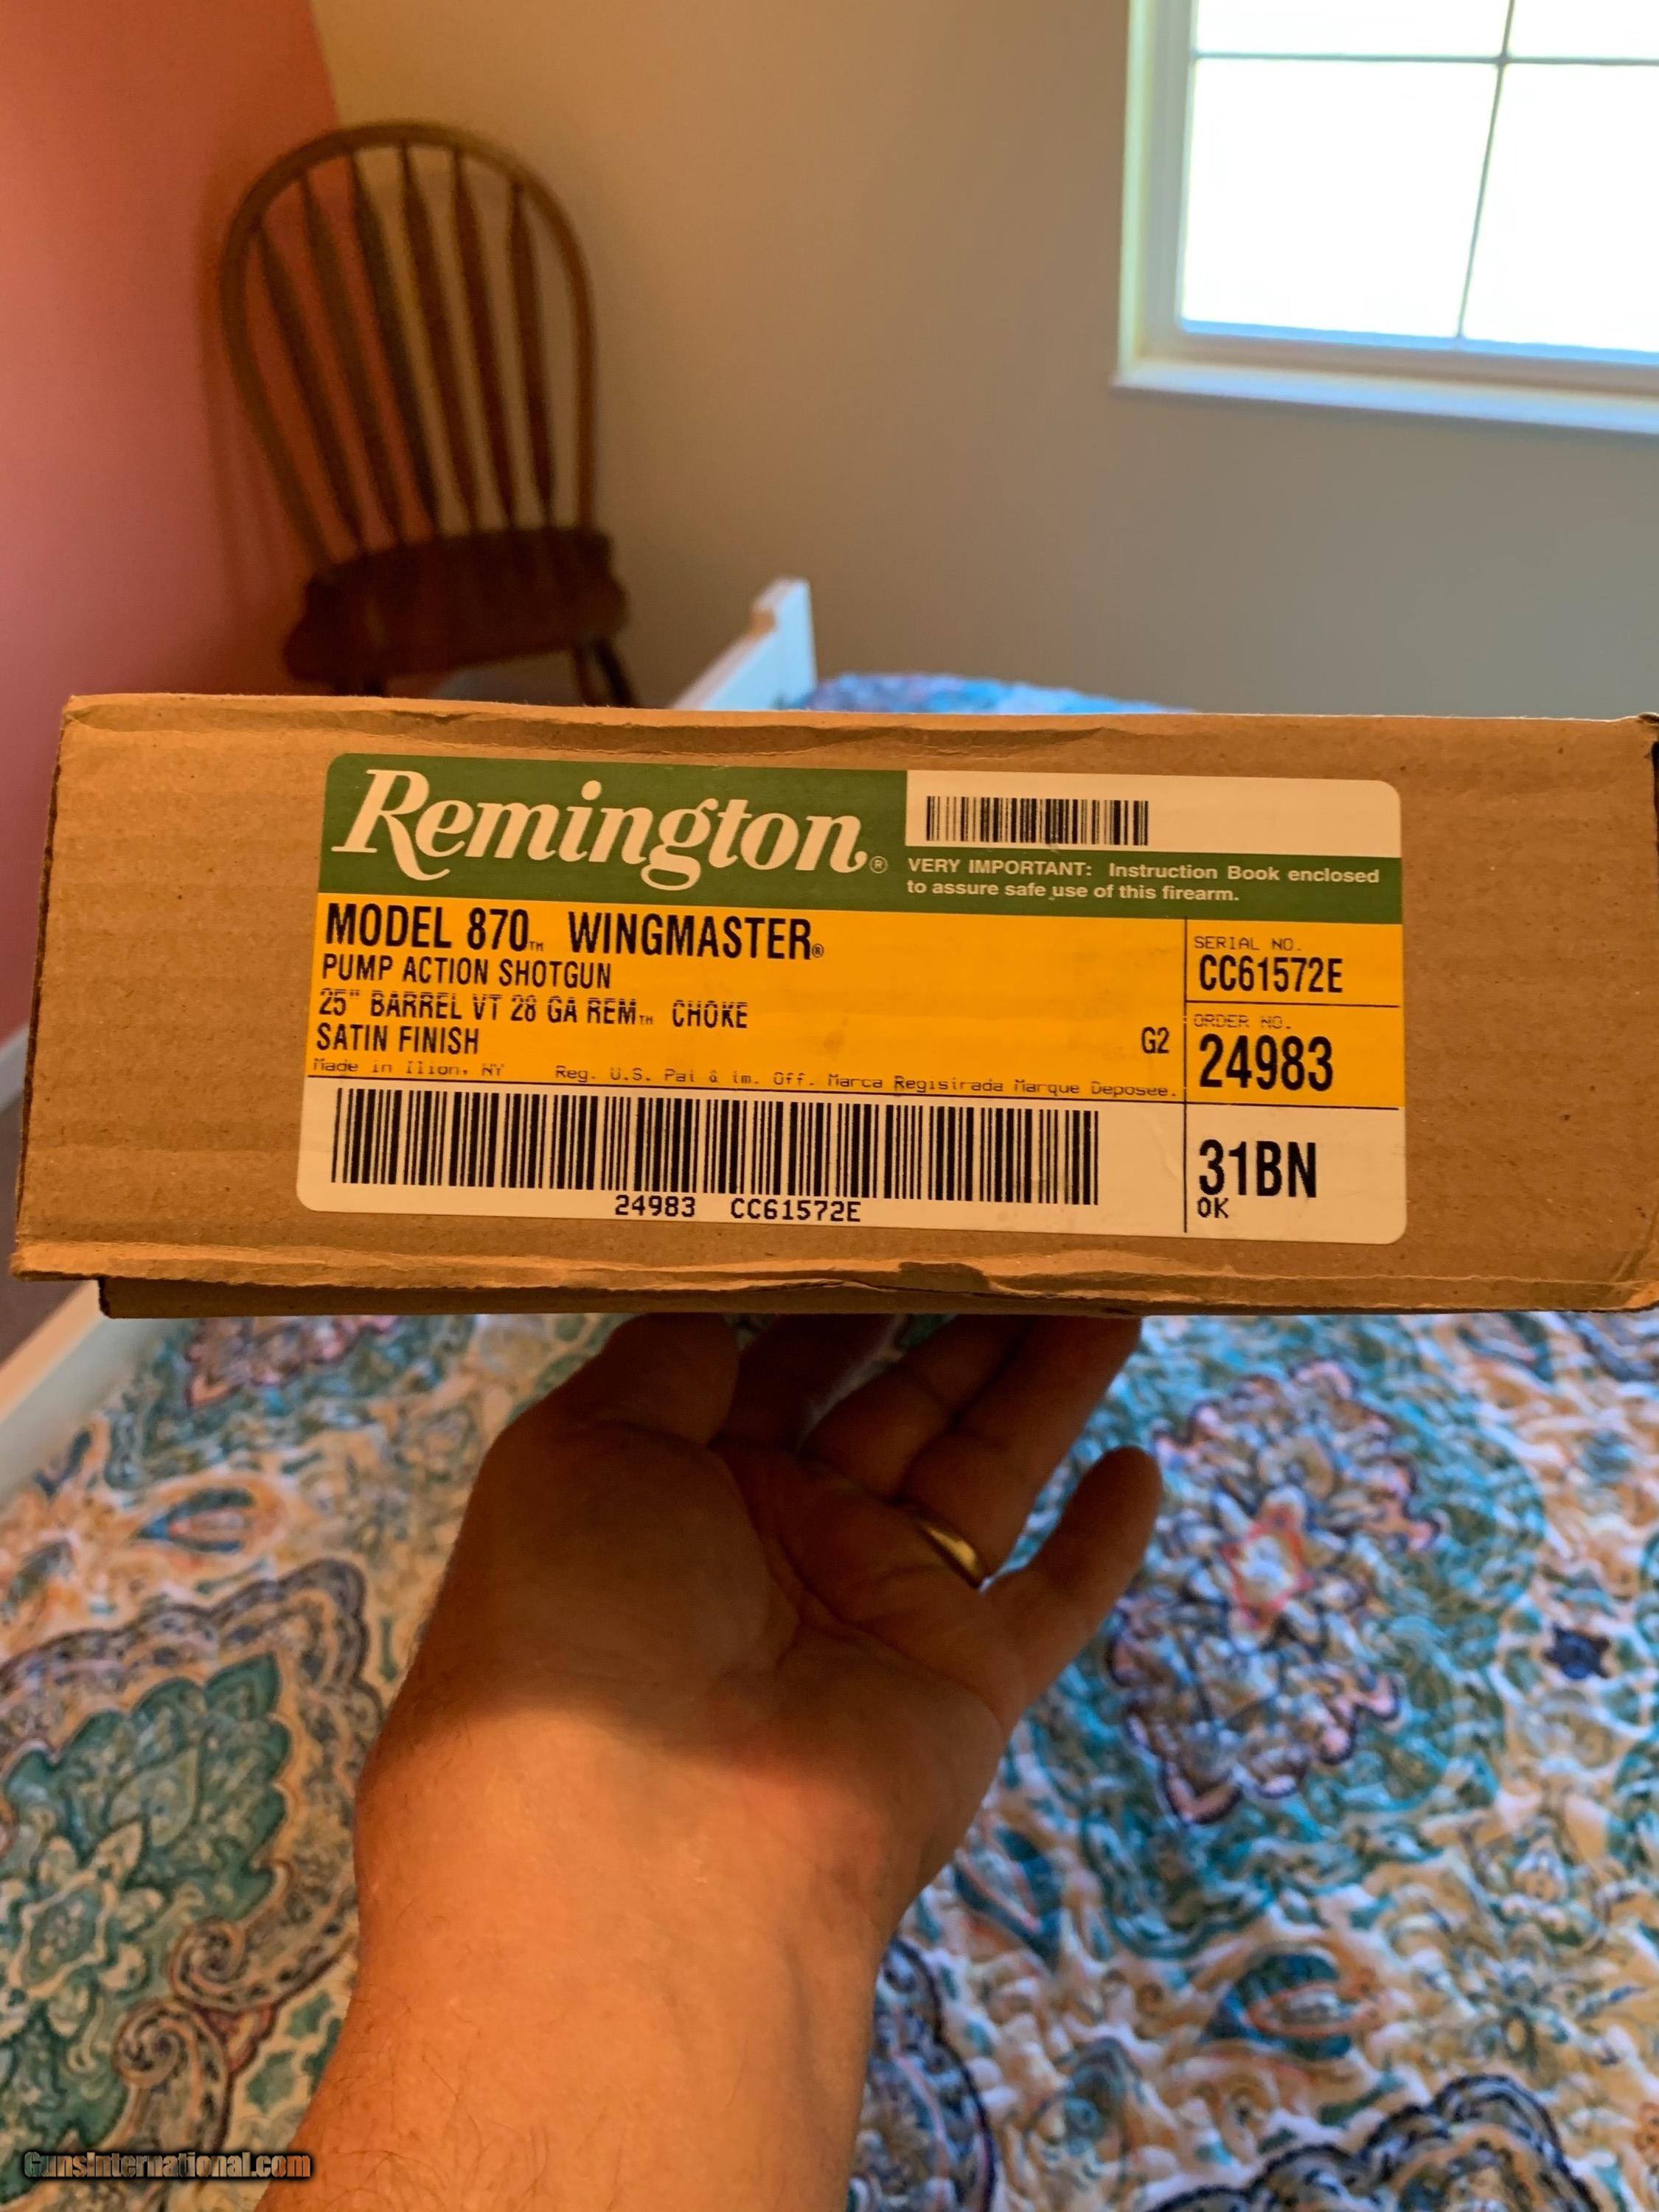 Remington®
VERY IMPORTANT: Instruction Book enclosed
to assure safe use of this firearm.
MODEL 870™ WINGMASTER®
PUMP ACTION SHOTGUN
25" BARREL VT 28 GA REM™ CHOKE
SATIN FINISH
G2
Made in Ilion, NY Reg. U.S. Pat & tm. Off. Marca Registrada Marque Deposee.
SERIAL NO.
CC61572E
ORDER NO.
24983
24983 CC61572E
31BN
OK
GunsInternational.com